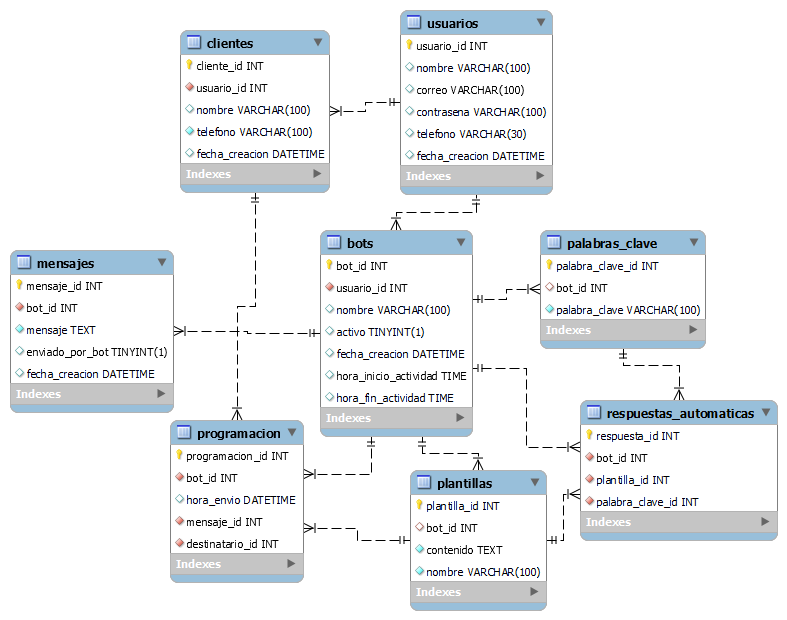 clientes
cliente_id INT
usuario_id INT
nombre VARCHAR(100)
telefono VARCHAR(100)
fecha_creacion DATETIME
Indexes
usuarios
usuario_id INT
nombre VARCHAR(100)
correo VARCHAR(100)
contrasena VARCHAR(100)
telefono VARCHAR(30)
fecha_creacion DATETIME
Indexes
mensajes
mensaje_id INT
bot_id INT
mensaje TEXT
enviado_por_bot TINYINT(1)
fecha_creacion DATETIME
Indexes
bots
bot_id INT
usuario_id INT
nombre VARCHAR(100)
activo TINYINT(1)
fecha_creacion DATETIME
hora_inicio_actividad TIME
hora_fin_actividad TIME
Indexes
palabras_clave
palabra_clave_id INT
bot_id INT
palabra_clave VARCHAR(100)
Indexes
programacion
programacion_id INT
bot_id INT
hora_envio DATETIME
mensaje_id INT
destinatario_id INT
Indexes
plantillas
plantilla_id INT
bot_id INT
contenido TEXT
nombre VARCHAR(100)
Indexes
respuestas_automaticas
respuesta_id INT
bot_id INT
plantilla_id INT
palabra_clave_id INT
Indexes